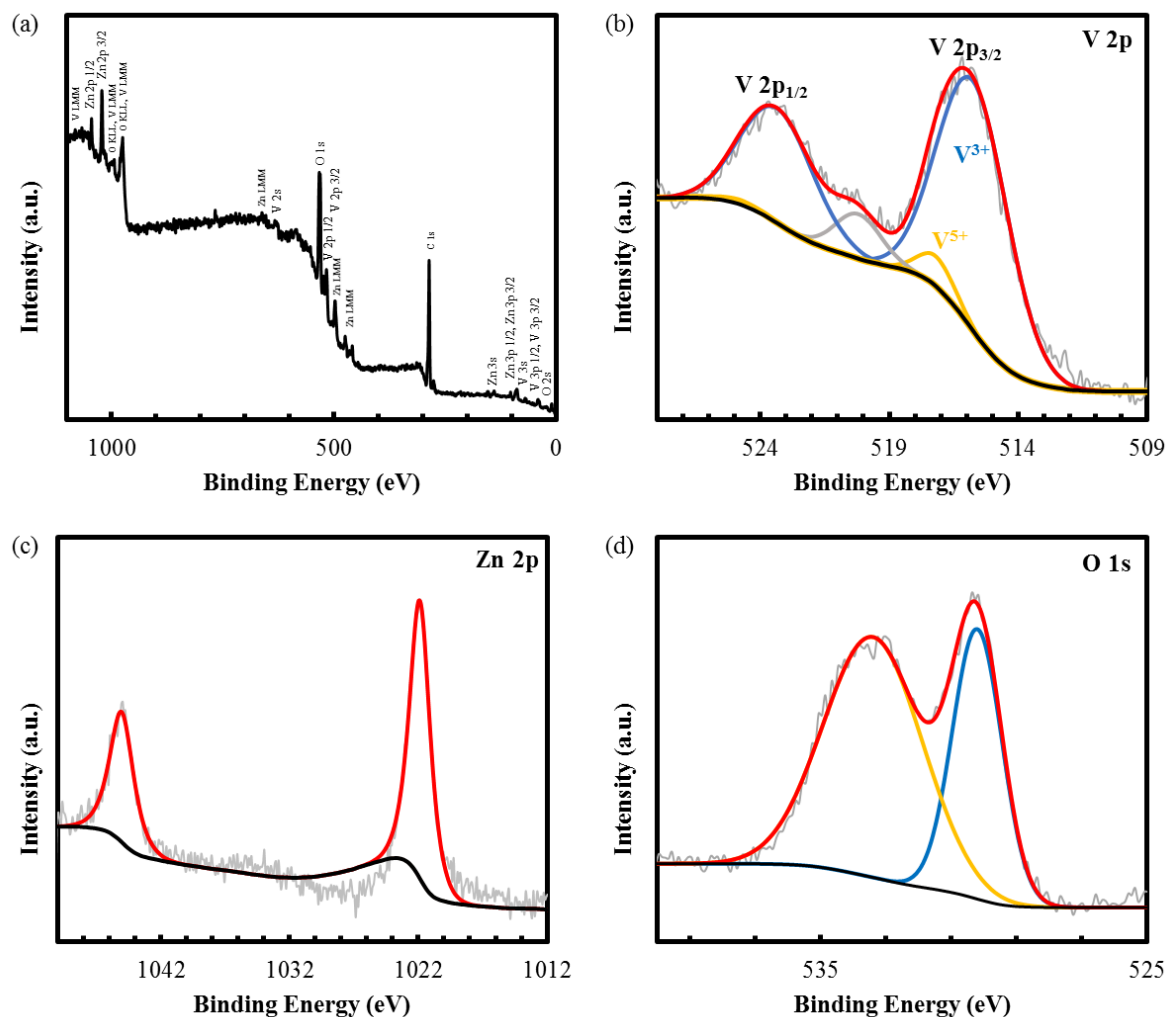 (a)
V LMM
Zn 2p 1/2
Zn 2p 3/2
O KLL, V LMM
O KLL, V LMM
Zn LMM
V 2s
O 1s
V 2p 1/2
V 2p 3/2
Zn LMM
Zn LMM
C 1s
Zn 3s
Zn 3p 1/2, Zn 3p 3/2
V 3s
V 3p 1/2, V 3p 3/2
O 2s
Intensity (a.u.)
1000 500 0
Binding Energy (eV)
(b)
V 2p
V 2p3/2
V 2p1/2
V3+
V5+
Intensity (a.u.)
524 519 514 509
Binding Energy (eV)
(c)
Zn 2p
Intensity (a.u.)
1042 1032 1022 1012
Binding Energy (eV)
(d)
O 1s
Intensity (a.u.)
535 525
Binding Energy (eV)